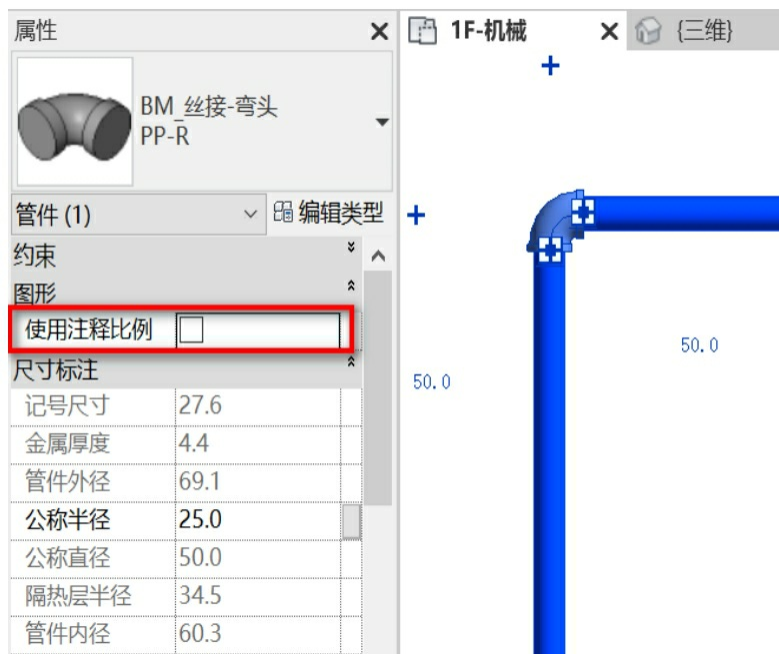 属性
1F-机械
{三维}
BM_丝接-弯头
PP-R
管件 (1)
编辑类型
约束
图形
使用注释比例
尺寸标注
记号尺寸 27.6
金属厚度 4.4
管件外径 69.1
公称半径 25.0
公称直径 50.0
隔热层半径 34.5
管件内径 60.3
50.0
50.0